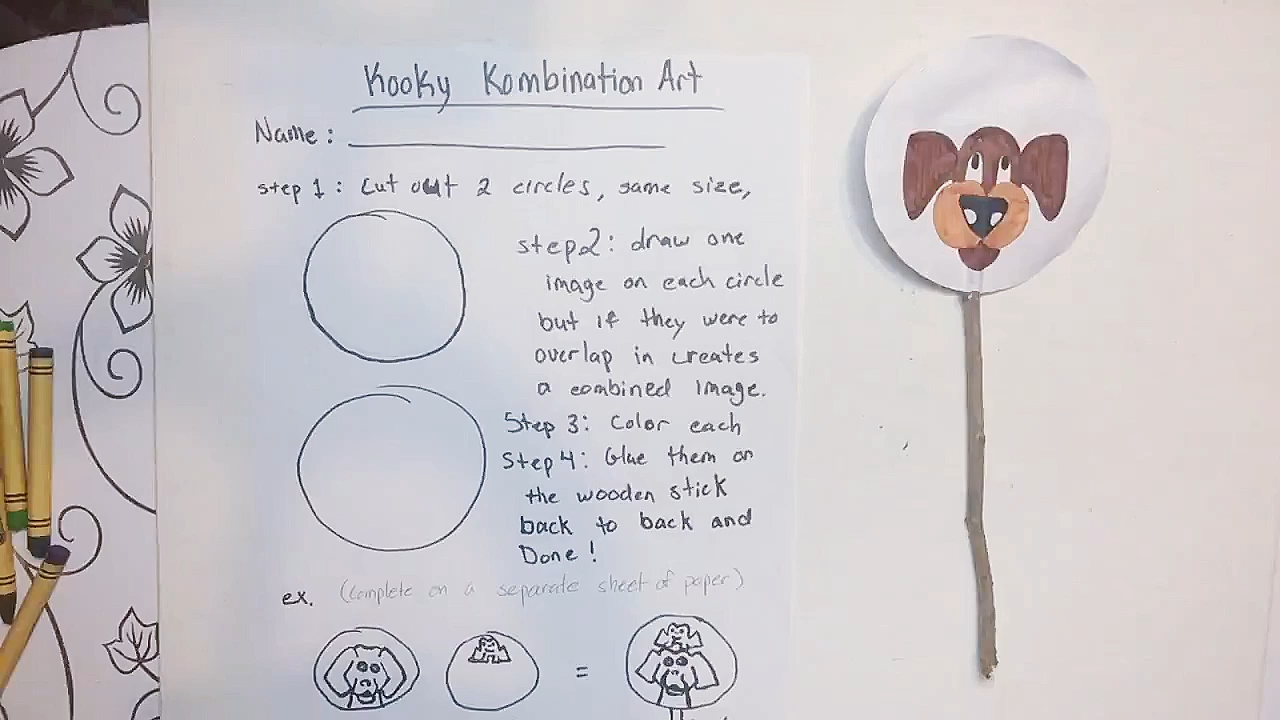 Kooky Kombination Art
Name:
step 1: Cut out 2 circles, same size,
step2: draw one
image on each circle
but if they were to
overlap in creates
a combined image.
Step 3: Color each
Step 4: Glue them on
the wooden stick
back to back and
Done!
ex. (Complete on a separate sheet of paper)
=